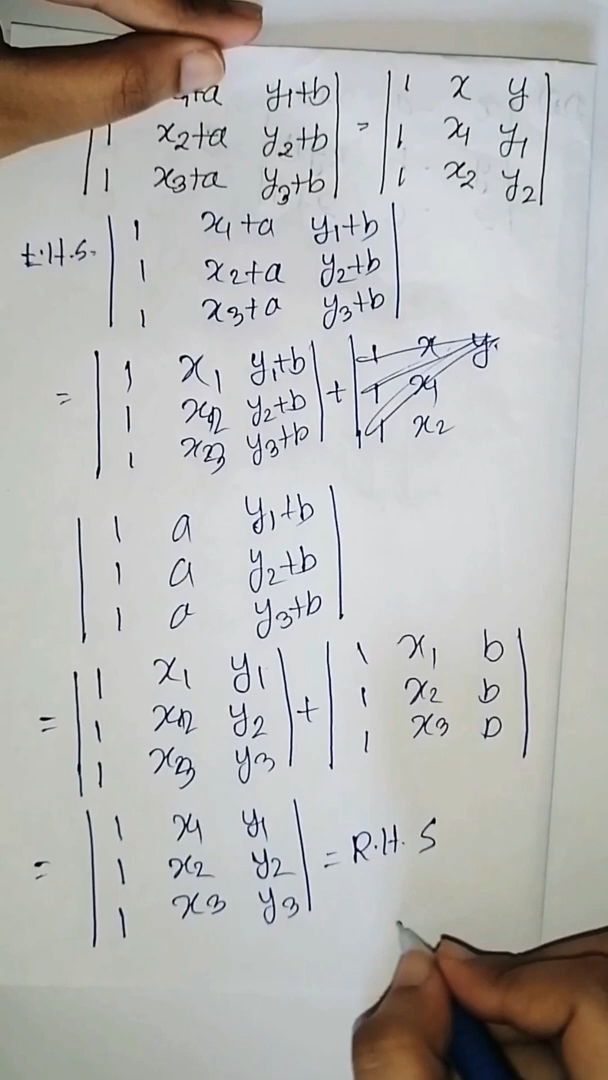 | +a y1+b | = | 1 x y |
| 1 x2+a y2+b | | 1 x1 y1 |
| 1 x3+a y3+b | | 1 x2 y2 |
L.H.S. | 1 x1+a y1+b |
| 1 x2+a y2+b |
| 1 x3+a y3+b |
= | 1 x1 y1+b | + | 1 x y
| 1 x2 y2+b | | 1 x1
| 1 x3 y3+b | | 1 x2
| 1 a y1+b |
| 1 a y2+b |
| 1 a y3+b |
= | 1 x1 y1 | + | 1 x1 b |
| 1 x2 y2 | | 1 x2 b |
| 1 x3 y3 | | 1 x3 b |
= | 1 x1 y1 | = R.H.S
| 1 x2 y2 |
| 1 x3 y3 |